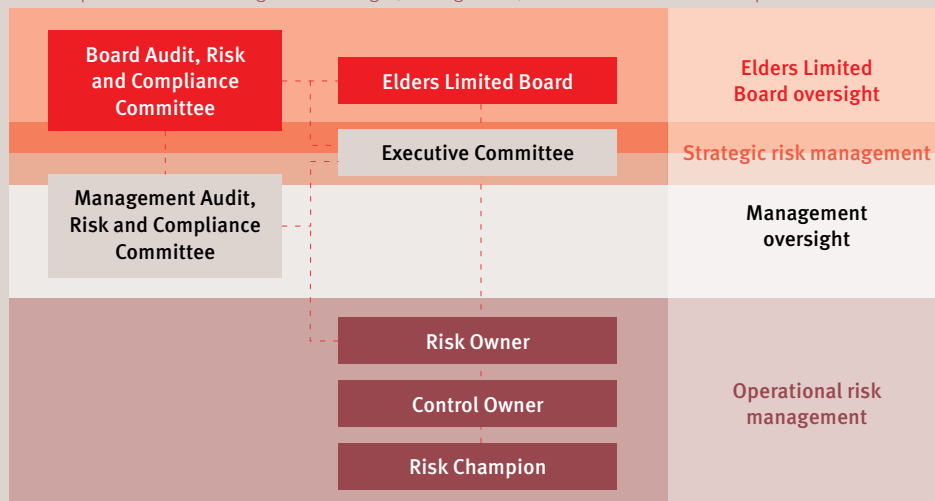 Board Audit, Risk
and Compliance
Committee
Elders Limited Board
Elders Limited
Board oversight
Executive Committee
Strategic risk management
Management Audit,
Risk and Compliance
Committee
Management
oversight
Risk Owner
Control Owner
Operational risk
management
Risk Champion